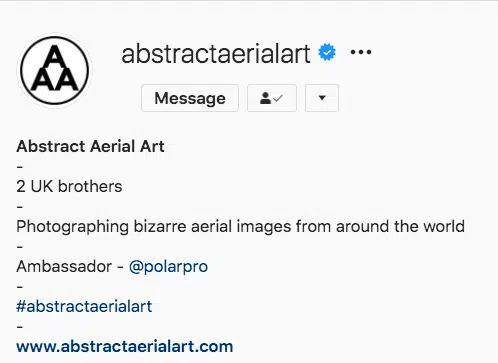 A
AA
abstractaerialart
Message
Abstract Aerial Art
-
2 UK brothers
-
Photographing bizarre aerial images from around the world
-
Ambassador - @polarpro
-
#abstractaerialart
-
www.abstractaerialart.com